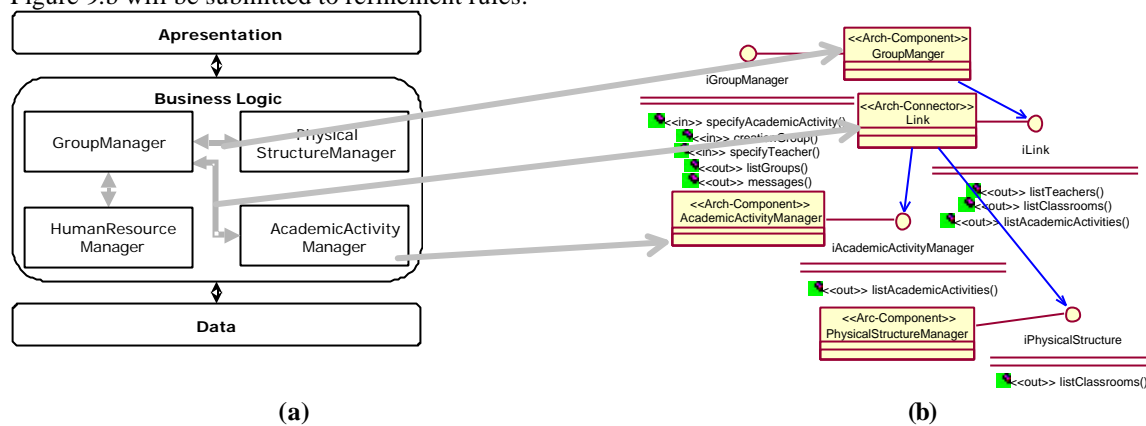 Figure 9.b will be submitted to refinement rules.
Apresentation
Business Logic
GroupManager
Physical
StructureManager
HumanResource
Manager
AcademicActivity
Manager
Data
(a)
<<Arch-Component>>
GroupManger
iGroupManager
<<Arch-Connector>>
Link
iLink
<<in>> specifyAcademicActivity()
<<in>> creationGroup()
<<in>> specifyTeacher()
<<out>> listGroups()
<<out>> messages()
<<out>> listTeachers()
<<out>> listClassrooms()
<<out>> listAcademicActivities()
<<Arch-Component>>
AcademicActivityManager
iAcademicActivityManager
<<out>> listAcademicActivities()
<<Arc-Component>>
PhysicalStructureManager
iPhysicalStructure
<<out>> listClassrooms()
(b)